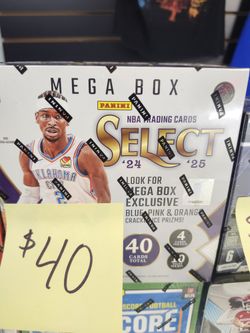 MEGA BOX
PANINI
NBA TRADING CARDS
SELECT
'24 '25
LOOK FOR
MEGA BOX
EXCLUSIVE
BLUE, PINK & ORANGE
CRACKED ICE PRIZMS!
OKLAHOMA
40
CARDS
TOTAL
4
10
$40
6
SCORE